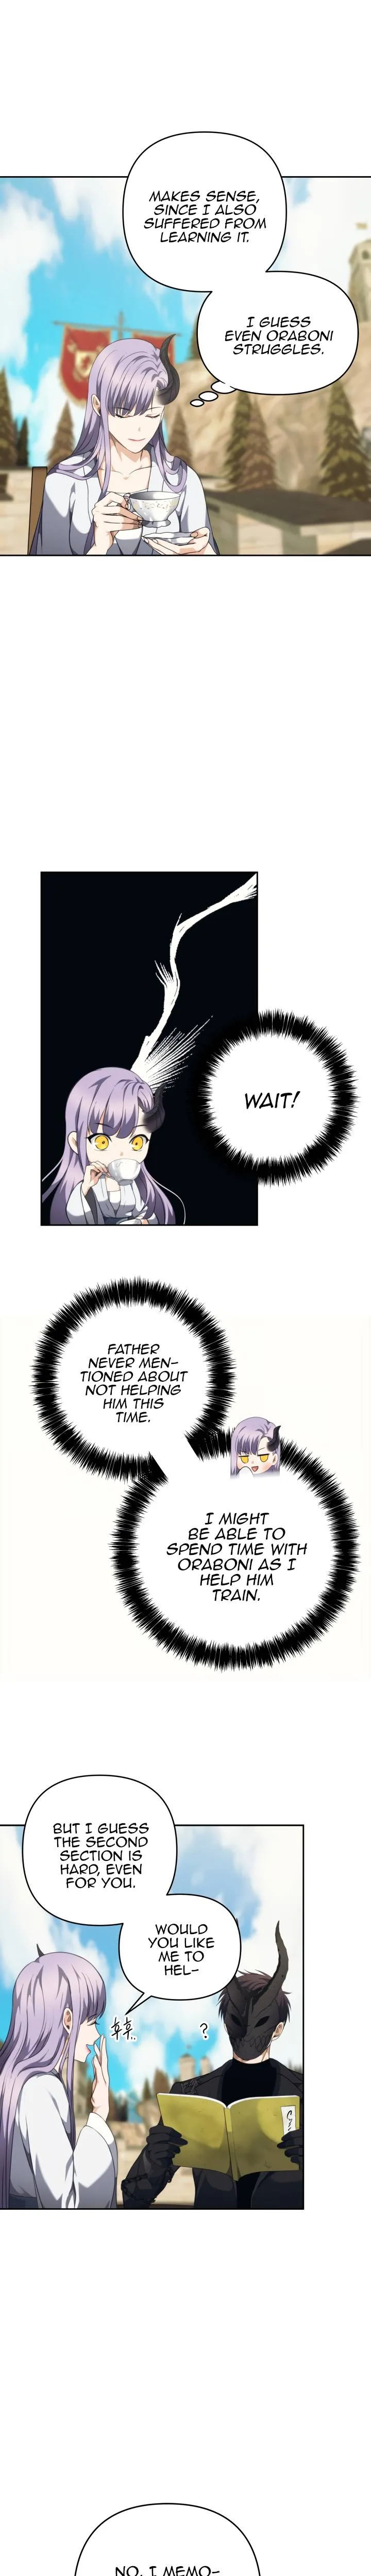 MAKES SENSE,
SINCE I ALSO
SUFFERED FROM
LEARNING IT.
I GUESS
EVEN ORABONI
STRUGGLES.
WAIT!
FATHER
NEVER MEN-
TIONED ABOUT
NOT HELPING
HIM THIS
TIME.
I MIGHT
BE ABLE TO
SPEND TIME WITH
ORABONI AS I
HELP HIM
TRAIN.
BUT I GUESS
THE SECOND
SECTION IS
HARD, EVEN
FOR YOU.
WOULD
YOU LIKE
ME TO
HEL-
?
NO, I MEMO-